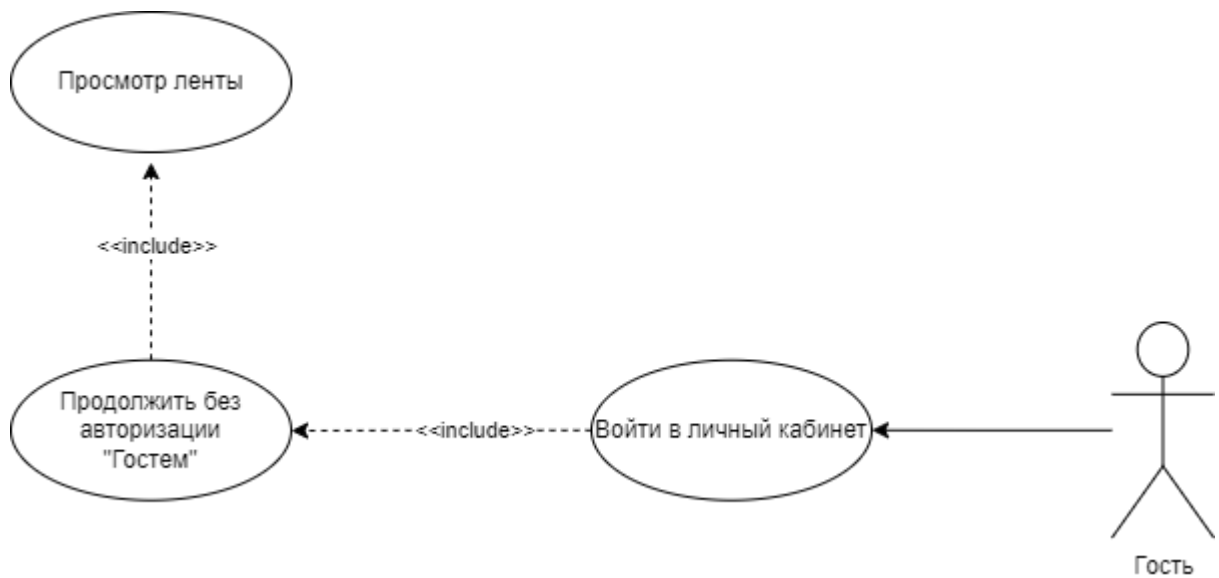 Просмотр ленты
<<include>>
Продолжить без
авторизации
"Гостем"
<<include>>
Войти в личный кабинет
Гость